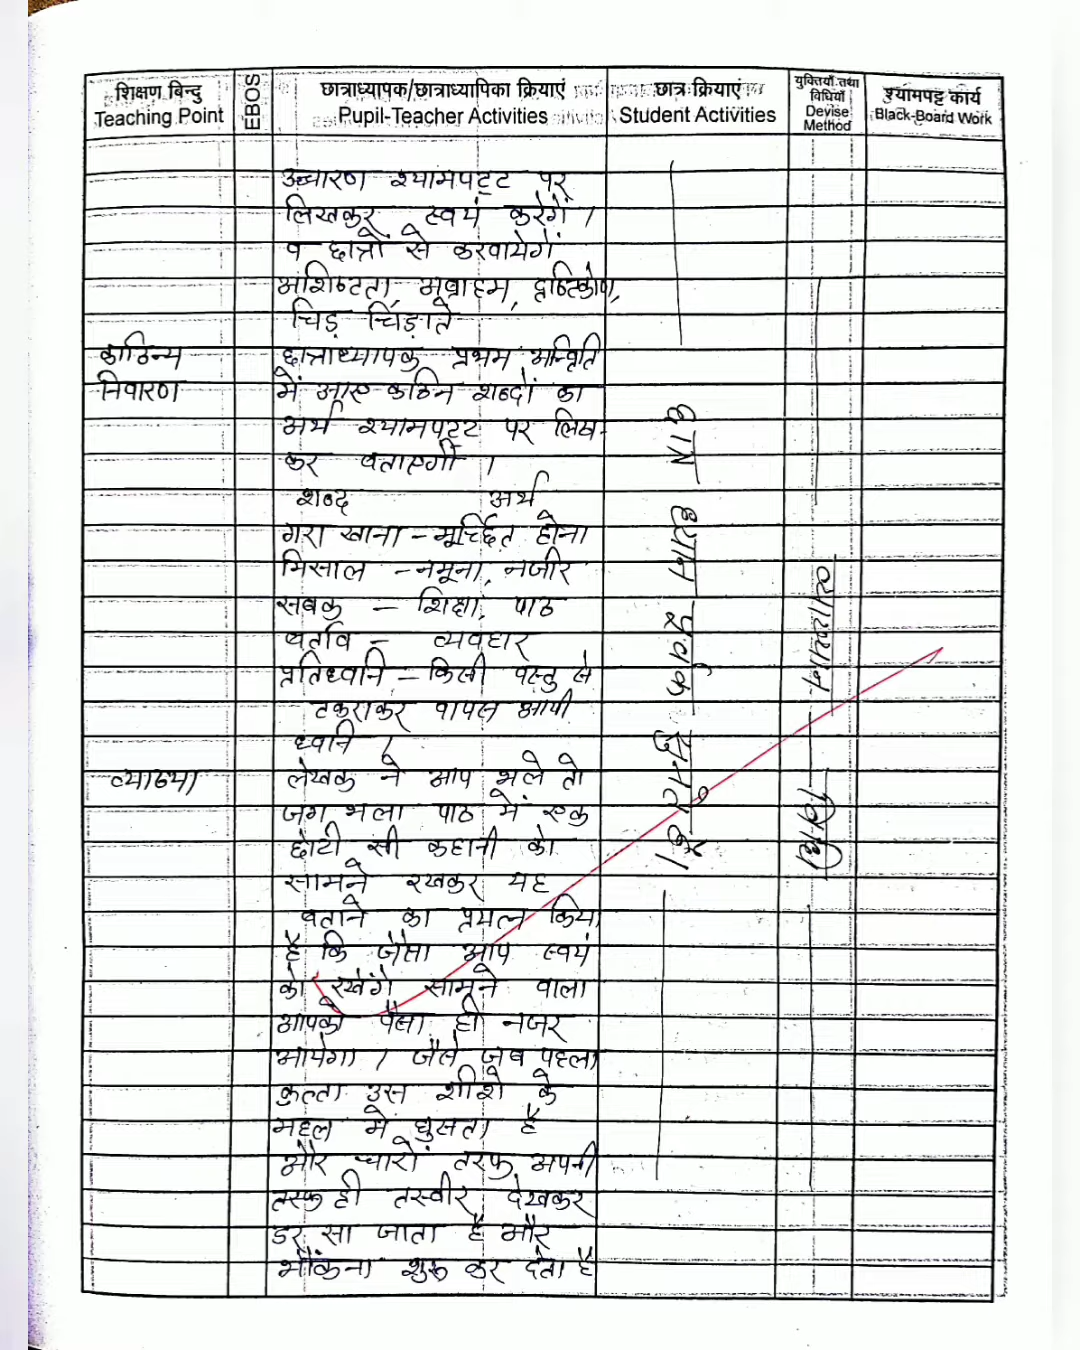 शिक्षण बिन्दु
Teaching Point
EBOS
छात्राध्यापक/छात्राध्यापिका क्रियाएं
Pupil-Teacher Activities
छात्र क्रियाएं
Student Activities
युक्तियाँ तथा
विधियाँ
Devise
Method
श्यामपट्ट कार्य
Black-Board Work
उच्चारण श्यामपट्ट पर
लिखकर स्वयं करेगें ।
व छात्रों से करवायेगें
अशिष्टता, द्रष्टिकोण,
चिड़ चिड़ाते
काठिन्य
निवारण
छात्राध्यापक प्रथम अन्विति
में आए कठिन शब्दों का
अर्थ श्यामपट्ट पर लिख-
कर बताएगी ।
शब्द अर्थ
गश खाना – मूर्च्छित होना
मिसाल – नमूना, नजीर
सबक – शिक्षा, पाठ
बर्ताव – व्यवहार
प्रतिध्वनि – किसी वस्तु से
टकराकर वापस आयी
ध्वनि ।
व्याख्या
लेखक ने आप भले तो
जग भला पाठ में एक
छोटी सी कहानी को
सामने रखकर यह
बताने का प्रयत्न किया
है कि जैसा आप स्वयं
को रखेंगे सामने वाला
आपको वैसा ही नजर
आयेगा । जैसे जब पहला
कुत्ता उस शीशे के
महल में घुसता है
और चारों तरफ अपनी
तरफ ही तस्वीर देखकर
डर सा जाता है और
भौंकना शुरू कर देता है
छात्र ध्यान पूर्वक सुनते है।
व्याख्यान विधि